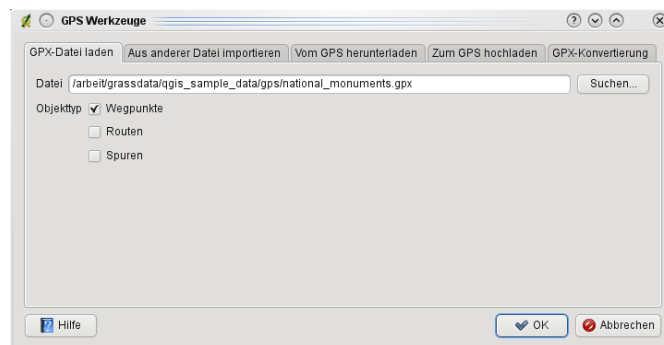 GPS Werkzeuge
GPX-Datei laden Aus anderer Datei importieren Vom GPS herunterladen Zum GPS hochladen GPX-Konvertierung
Datei /arbeit/grassdata/qgis_sample_data/gps/national_monuments.gpx Suchen...
Objekttyp Wegpunkte
Routen
Spuren
Hilfe OK Abbrechen